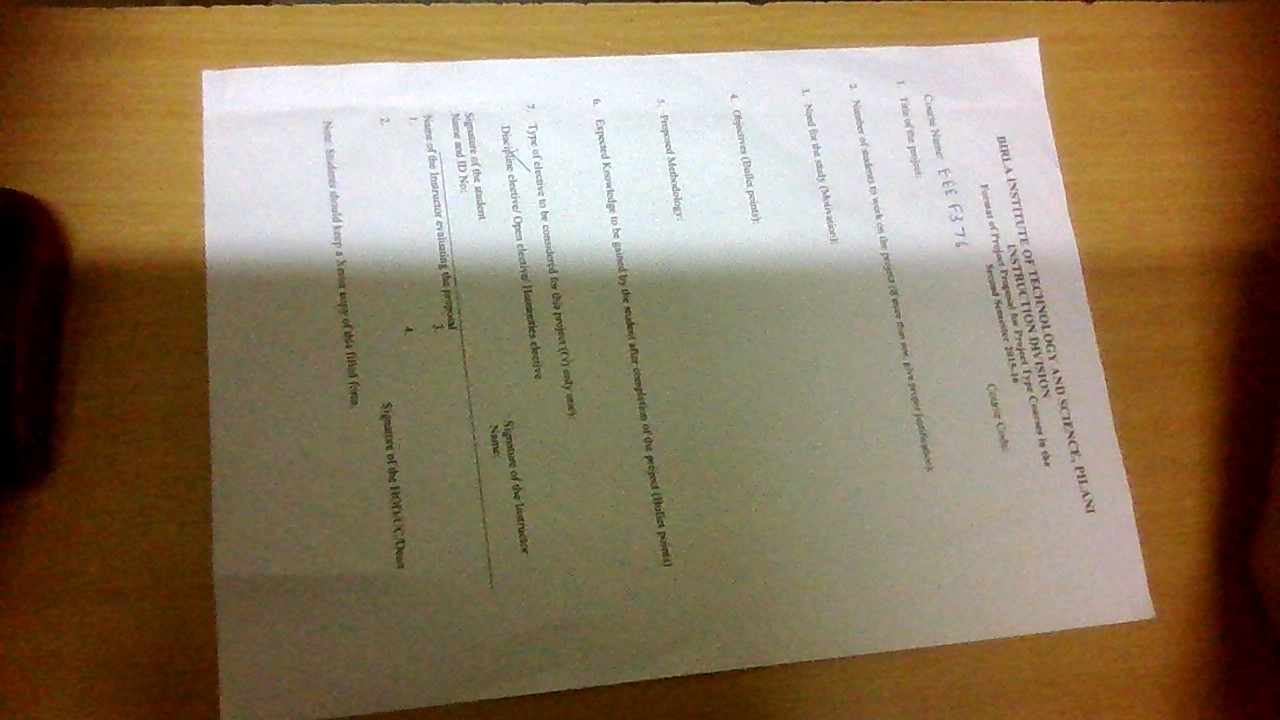 BIRLA INSTITUTE OF TECHNOLOGY AND SCIENCE, PILANI
INSTRUCTION DIVISION
Format of Project Proposal for Project Type Courses in the
Second Semester 2015-16
Course Name: EEE F376 Course Code:
1. Title of the project:
2. Number of students to work on the project (if more than one, give proper justification):
3. Need for the study (Motivation):
4. Objectives (Bullet points):
5. Proposed Methodology:
6. Expected Knowledge to be gained by the student after completion of the project (Bullet points)
7. Type of elective to be considered for this project ((√) only one):
Discipline elective/ Open elective/ Humanities elective
Signature of the student Signature of the Instructor
Name and ID No: Name:
Name of the Instructor evaluating the proposal
1. 3.
2. 4.
Signature of the HOD/UC/Dean
Note: Students should keep a Xerox copy of this filled form.